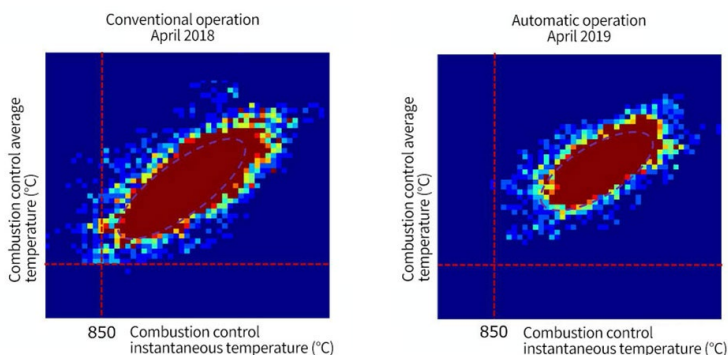 Conventional operation
April 2018
Combustion control average
temperature (°C)
850
Combustion control
instantaneous temperature (°C)
Automatic operation
April 2019
Combustion control average
temperature (°C)
850
Combustion control
instantaneous temperature (°C)